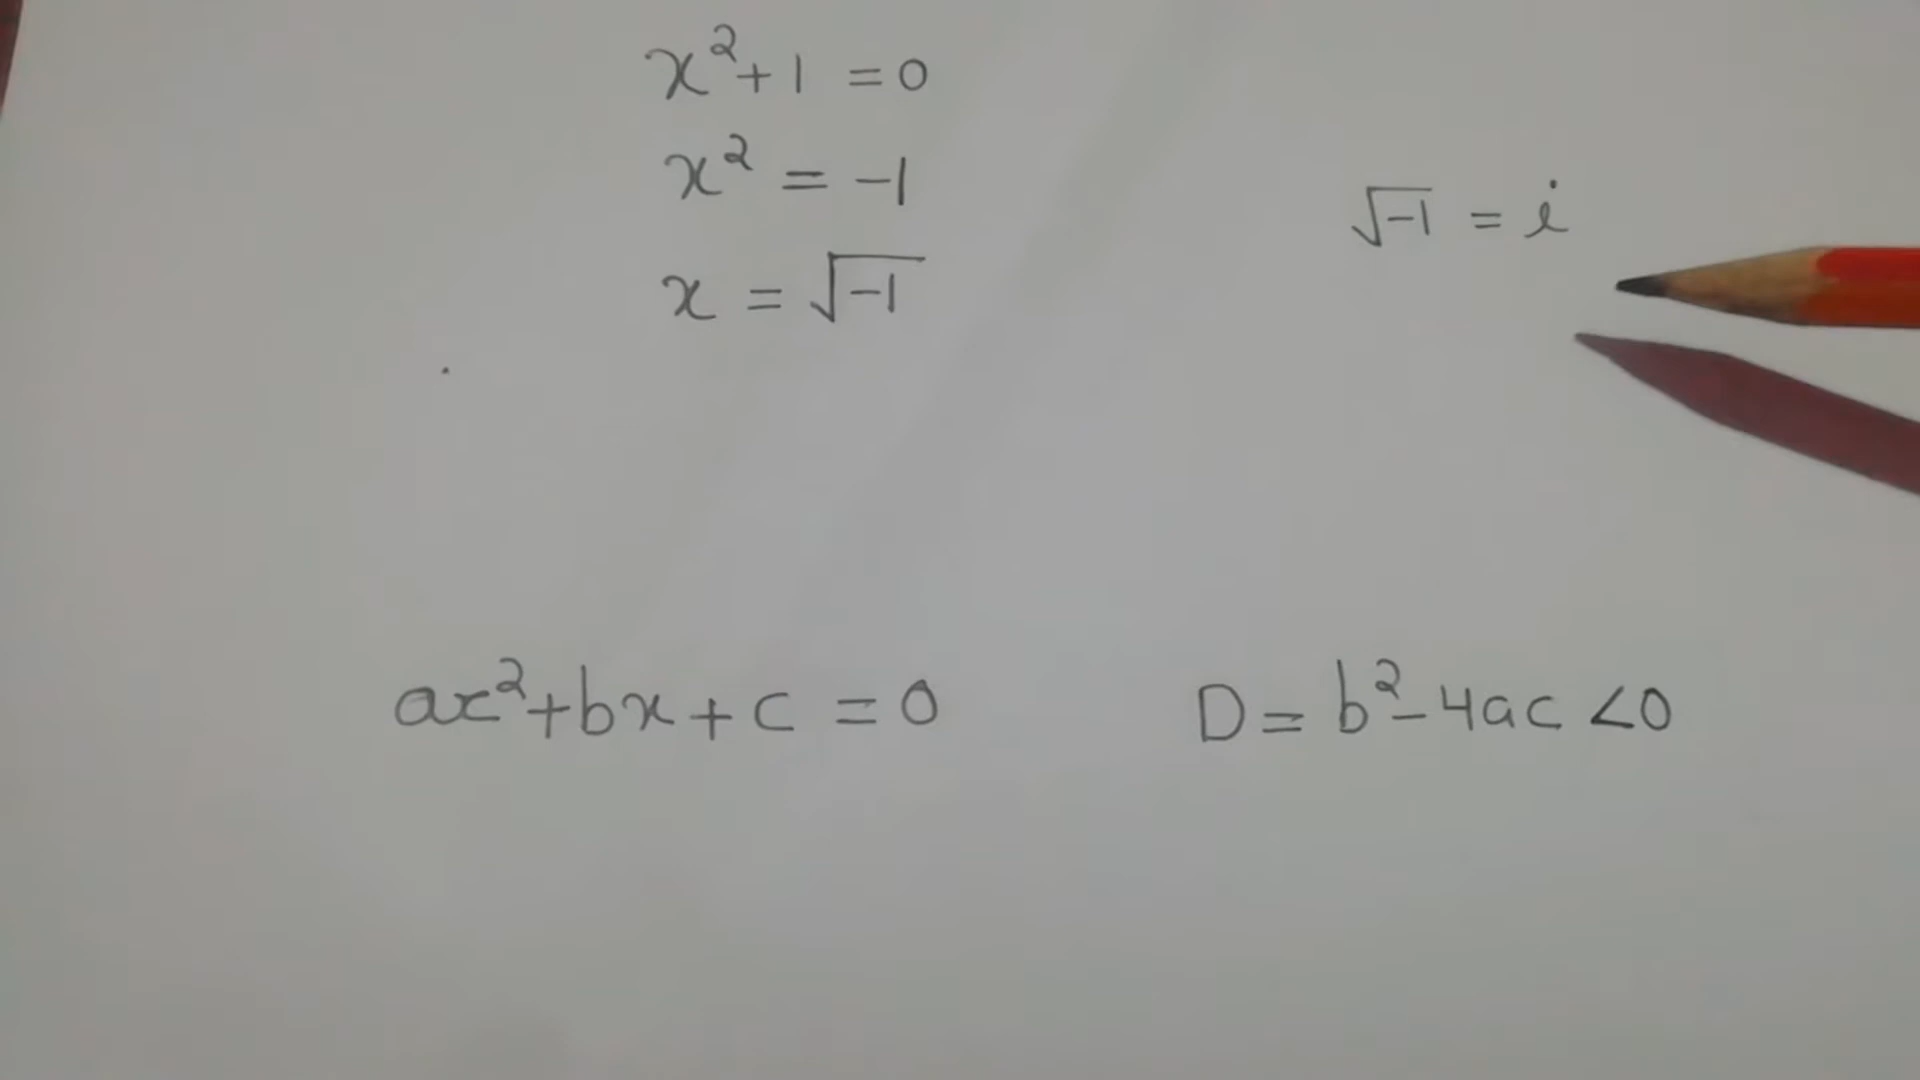 x² + 1 = 0
x² = -1
x = √-1
√-1 = i
ax² + bx + c = 0
D = b² - 4ac < 0